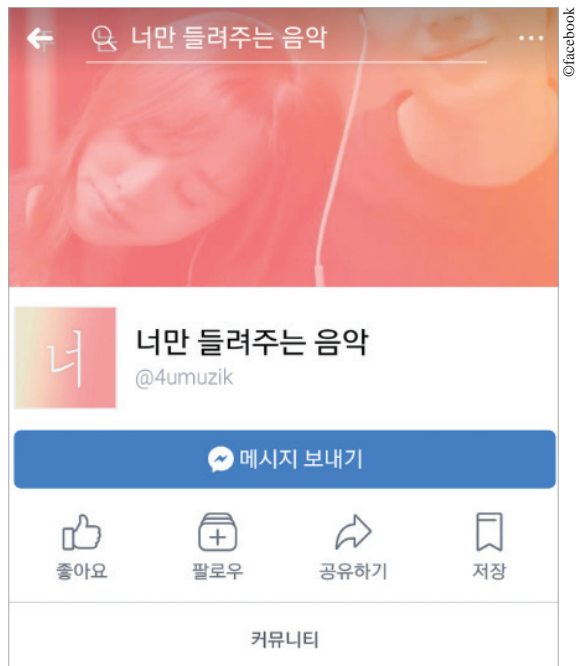 너만 들려주는 음악
©facebook
너
너만 들려주는 음악
@4umuzik
메시지 보내기
좋아요
팔로우
공유하기
저장
커뮤니티